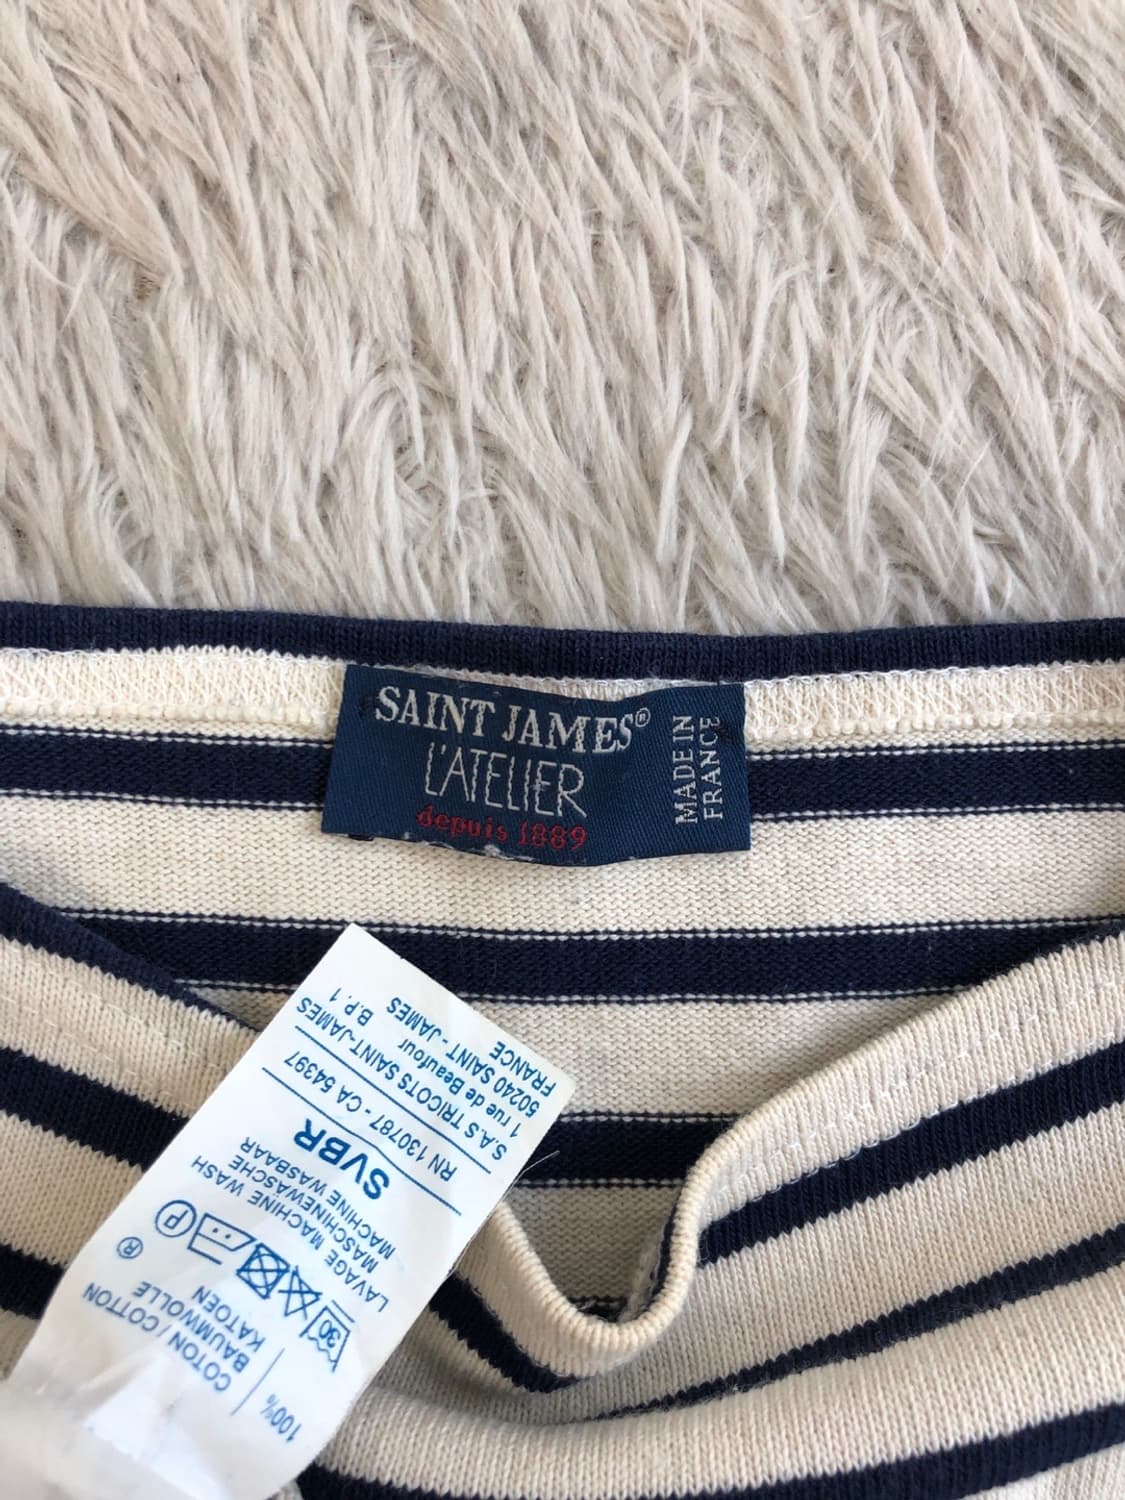 SAINT JAMES®
L'ATELIER
depuis 1889
MADE IN
FRANCE
100% COTON / COTTON
BAUMWOLLE
KATOEN
®
30
P
LAVAGE MACHINE
MACHINE WASH
MASCHINENWÄSCHE
MACHINE WASBAAR
SVBR
RN 130787 - CA 54397
S.A.S TRICOTS SAINT-JAMES
1 rue de Beaufour B.P. 1
50240 SAINT - JAMES
FRANCE